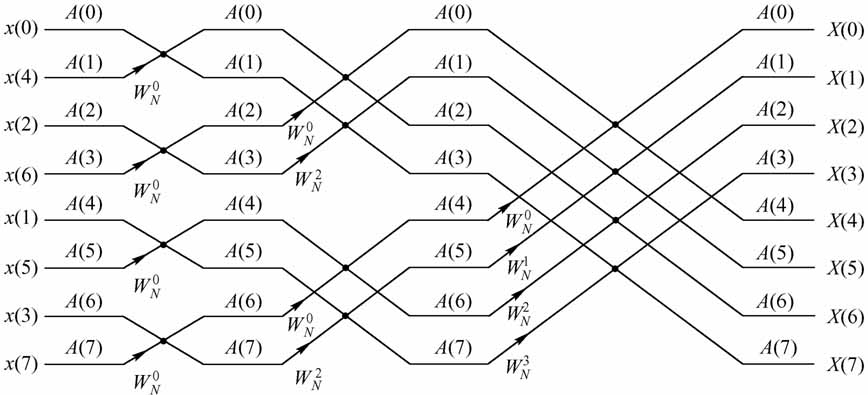 x(0) A(0) A(0) A(0) A(0) X(0)
x(4) A(1) A(1) A(1) A(1) X(1)
W_N^0
x(2) A(2) A(2) A(2) A(2) X(2)
W_N^0
x(6) A(3) A(3) A(3) A(3) X(3)
W_N^0 W_N^2
x(1) A(4) A(4) A(4) A(4) X(4)
W_N^0
x(5) A(5) A(5) A(5) A(5) X(5)
W_N^0 W_N^1
x(3) A(6) A(6) A(6) A(6) X(6)
W_N^0 W_N^2
x(7) A(7) A(7) A(7) A(7) X(7)
W_N^0 W_N^2 W_N^3